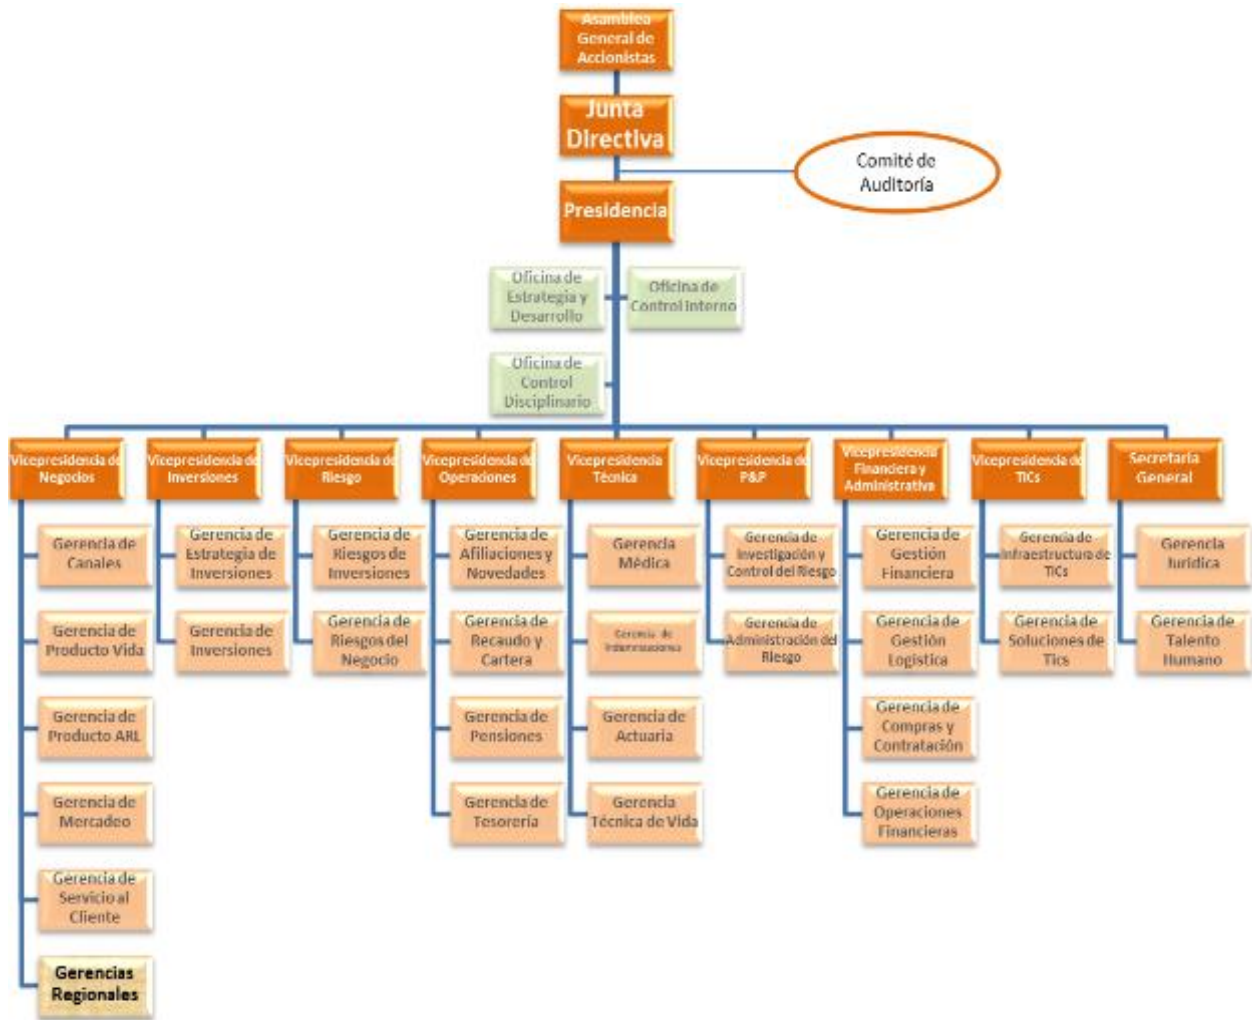 Asamblea
General de
Accionistas
Junta
Directiva
Comité de
Auditoría
Presidencia
Oficina de
Estrategia y
Desarrollo
Oficina de
Control Interno
Oficina de
Control
Disciplinario
Vicepresidencia de
Negocios
Vicepresidencia de
Inversiones
Vicepresidencia de
Riesgo
Vicepresidencia de
Operaciones
Vicepresidencia
Técnica
Vicepresidencia de
P&P
Vicepresidencia
Financiera y
Administrativa
Vicepresidencia de
TICs
Secretaria
General
Gerencia de
Canales
Gerencia de
Producto Vida
Gerencia de
Producto ARL
Gerencia de
Mercadeo
Gerencia de
Servicio al
Cliente
Gerencias
Regionales
Gerencia de
Estrategia de
Inversiones
Gerencia de
Inversiones
Gerencia de
Riesgos de
Inversiones
Gerencia de
Riesgos del
Negocio
Gerencia de
Afiliaciones y
Novedades
Gerencia de
Recaudo y
Cartera
Gerencia de
Pensiones
Gerencia de
Tesorería
Gerencia
Médica
Gerencia de
Indemnizaciones
Gerencia de
Actuaria
Gerencia
Técnica de Vida
Gerencia de
Investigación y
Control del Riesgo
Gerencia de
Administración del
Riesgo
Gerencia de
Gestión
Financiera
Gerencia de
Gestión
Logística
Gerencia de
Compras y
Contratación
Gerencia de
Operaciones
Financieras
Gerencia de
Infraestructura de
TICs
Gerencia de
Soluciones de
Tics
Gerencia
Jurídica
Gerencia de
Talento
Humano